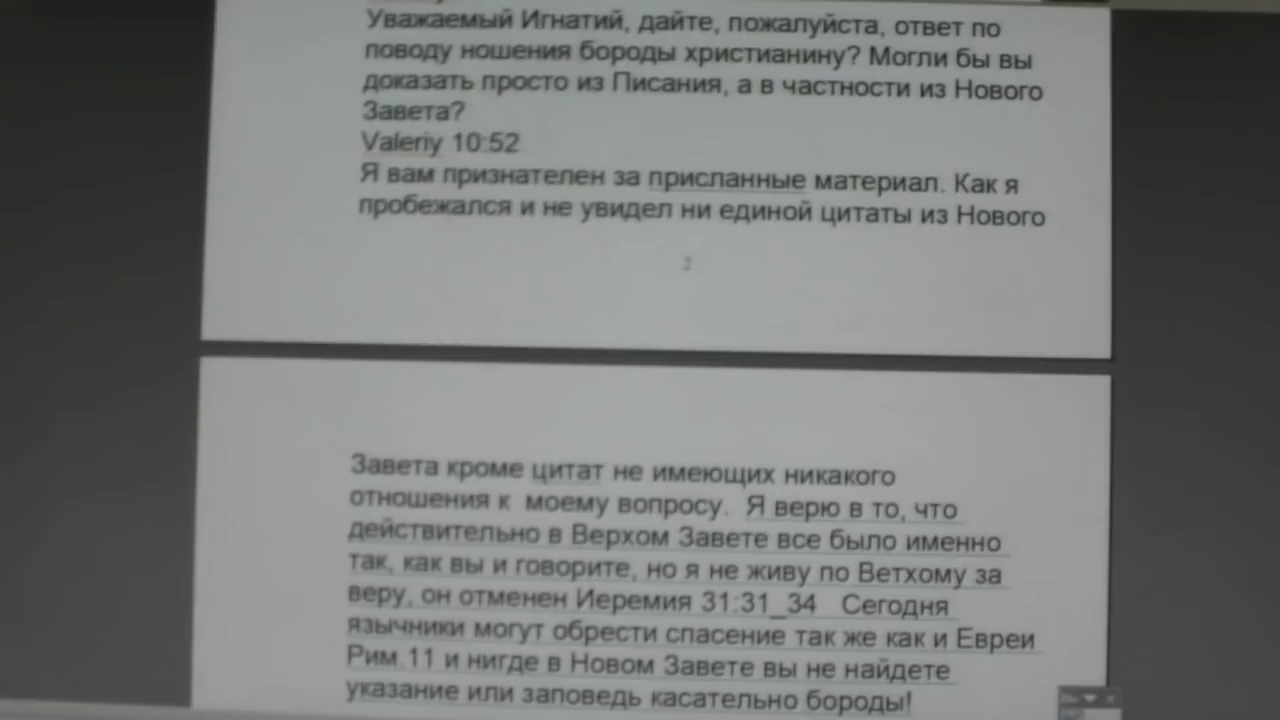 Уважаемый Игнатий, дайте, пожалуйста, ответ по
поводу ношения бороды христианину? Могли бы вы
доказать просто из Писания, а в частности из Нового
Завета?
Valeriy 10:52
Я вам признателен за присланные материал. Как я
пробежался и не увидел ни единой цитаты из Нового
2
Завета кроме цитат не имеющих никакого
отношения к моему вопросу. Я верю в то, что
действительно в Верхом Завете все было именно
так, как вы и говорите, но я не живу по Ветхому за
веру, он отменен Иеремия 31:31_34 Сегодня
язычники могут обрести спасение так же как и Евреи
Рим.11 и нигде в Новом Завете вы не найдете
указание или заповедь касательно бороды!